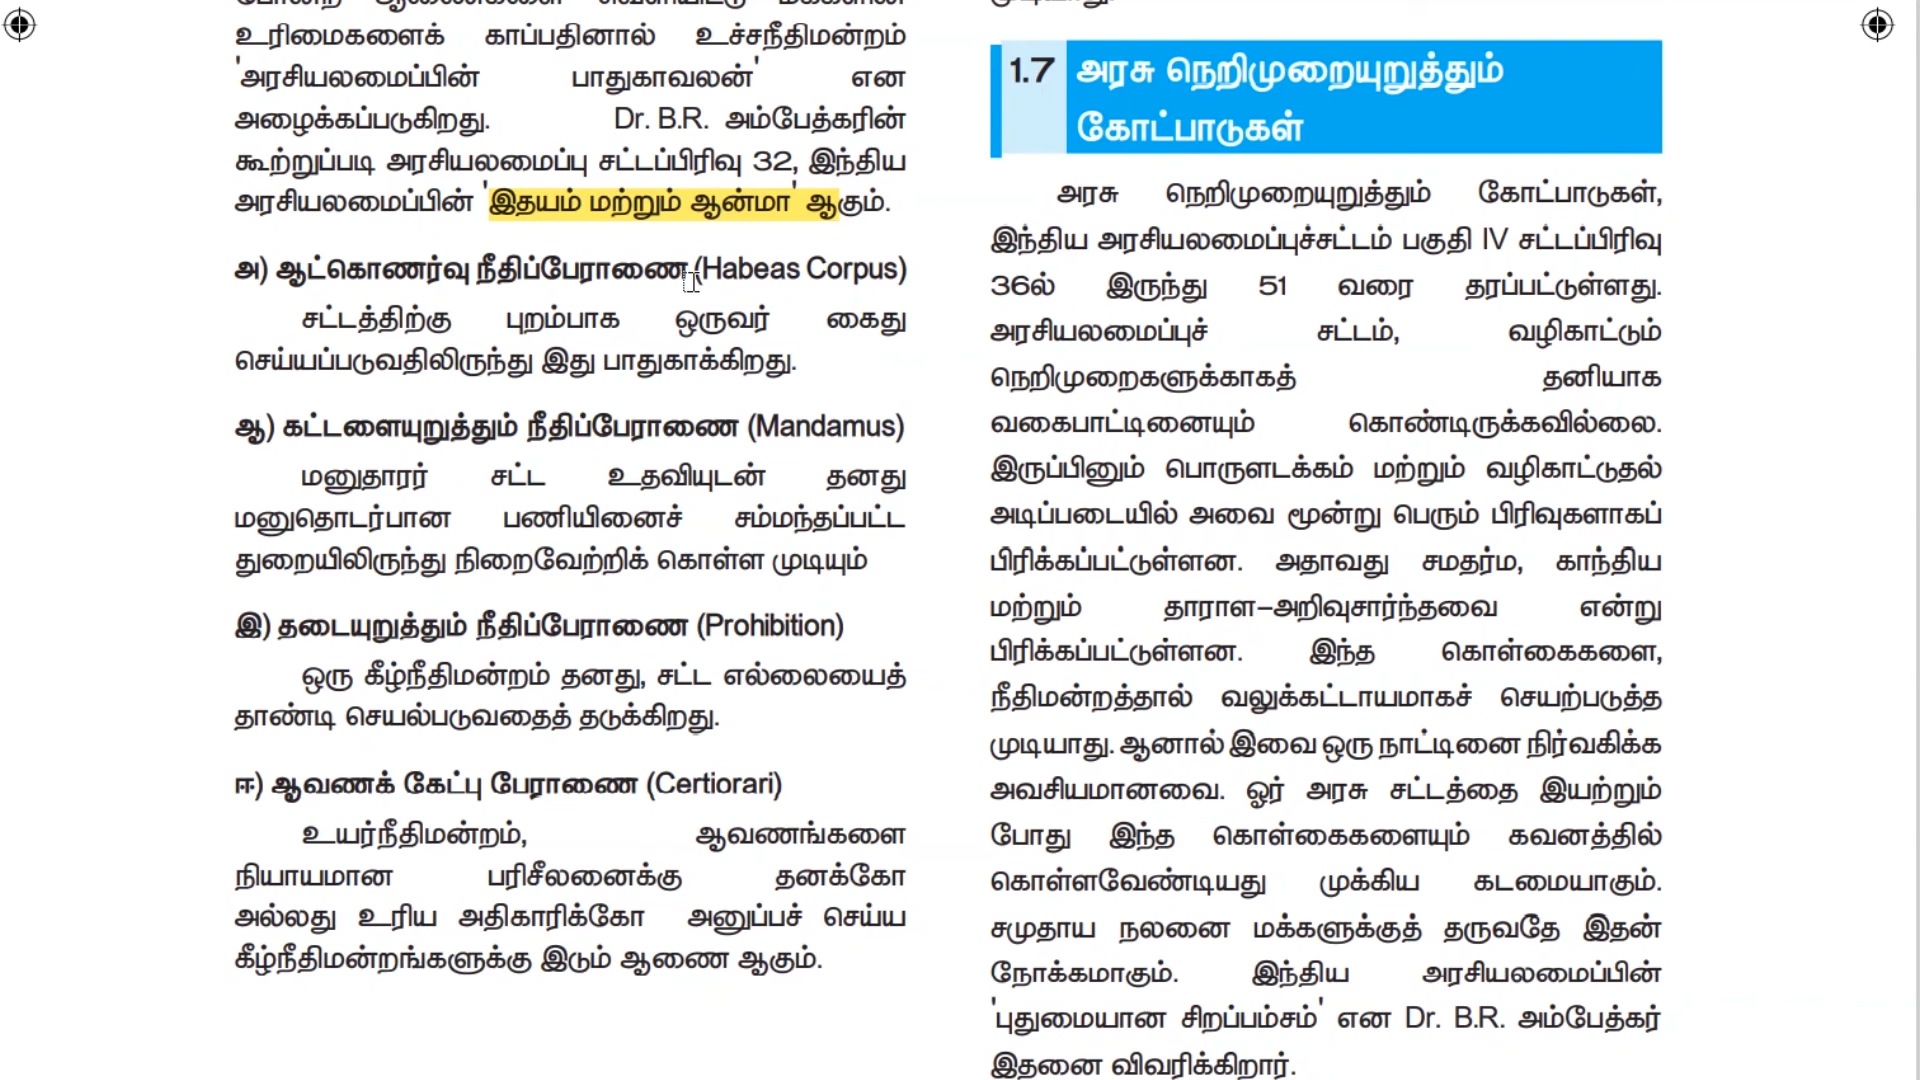 உரிமைகளைக் காப்பதினால் உச்சநீதிமன்றம்
'அரசியலமைப்பின் பாதுகாவலன்' என
அழைக்கப்படுகிறது. Dr. B.R. அம்பேத்கரின்
கூற்றுப்படி அரசியலமைப்பு சட்டப்பிரிவு 32, இந்திய
அரசியலமைப்பின் 'இதயம் மற்றும் ஆன்மா' ஆகும்.
அ) ஆட்கொணர்வு நீதிப்பேராணை (Habeas Corpus)
சட்டத்திற்கு புறம்பாக ஒருவர் கைது
செய்யப்படுவதிலிருந்து இது பாதுகாக்கிறது.
ஆ) கட்டளையுறுத்தும் நீதிப்பேராணை (Mandamus)
மனுதாரர் சட்ட உதவியுடன் தனது
மனுதொடர்பான பணியினைச் சம்மந்தப்பட்ட
துறையிலிருந்து நிறைவேற்றிக் கொள்ள முடியும்
இ) தடையுறுத்தும் நீதிப்பேராணை (Prohibition)
ஒரு கீழ்நீதிமன்றம் தனது, சட்ட எல்லையைத்
தாண்டி செயல்படுவதைத் தடுக்கிறது.
ஈ) ஆவணக் கேட்பு பேராணை (Certiorari)
உயர்நீதிமன்றம், ஆவணங்களை
நியாயமான பரிசீலனைக்கு தனக்கோ
அல்லது உரிய அதிகாரிக்கோ அனுப்பச் செய்ய
கீழ்நீதிமன்றங்களுக்கு இடும் ஆணை ஆகும்.
1.7 அரசு நெறிமுறையுறுத்தும்
கோட்பாடுகள்
அரசு நெறிமுறையுறுத்தும் கோட்பாடுகள்,
இந்திய அரசியலமைப்புச்சட்டம் பகுதி IV சட்டப்பிரிவு
36ல் இருந்து 51 வரை தரப்பட்டுள்ளது.
அரசியலமைப்புச் சட்டம், வழிகாட்டும்
நெறிமுறைகளுக்காகத் தனியாக
வகைபாட்டினையும் கொண்டிருக்கவில்லை.
இருப்பினும் பொருளடக்கம் மற்றும் வழிகாட்டுதல்
அடிப்படையில் அவை மூன்று பெரும் பிரிவுகளாகப்
பிரிக்கப்பட்டுள்ளன. அதாவது சமதர்ம, காந்திய
மற்றும் தாராள–அறிவுசார்ந்தவை என்று
பிரிக்கப்பட்டுள்ளன. இந்த கொள்கைகளை,
நீதிமன்றத்தால் வலுக்கட்டாயமாகச் செயற்படுத்த
முடியாது. ஆனால் இவை ஒரு நாட்டினை நிர்வகிக்க
அவசியமானவை. ஓர் அரசு சட்டத்தை இயற்றும்
போது இந்த கொள்கைகளையும் கவனத்தில்
கொள்ளவேண்டியது முக்கிய கடமையாகும்.
சமுதாய நலனை மக்களுக்குத் தருவதே இதன்
நோக்கமாகும். இந்திய அரசியலமைப்பின்
'புதுமையான சிறப்பம்சம்' என Dr. B.R. அம்பேத்கர்
இதனை விவரிக்கிறார்.